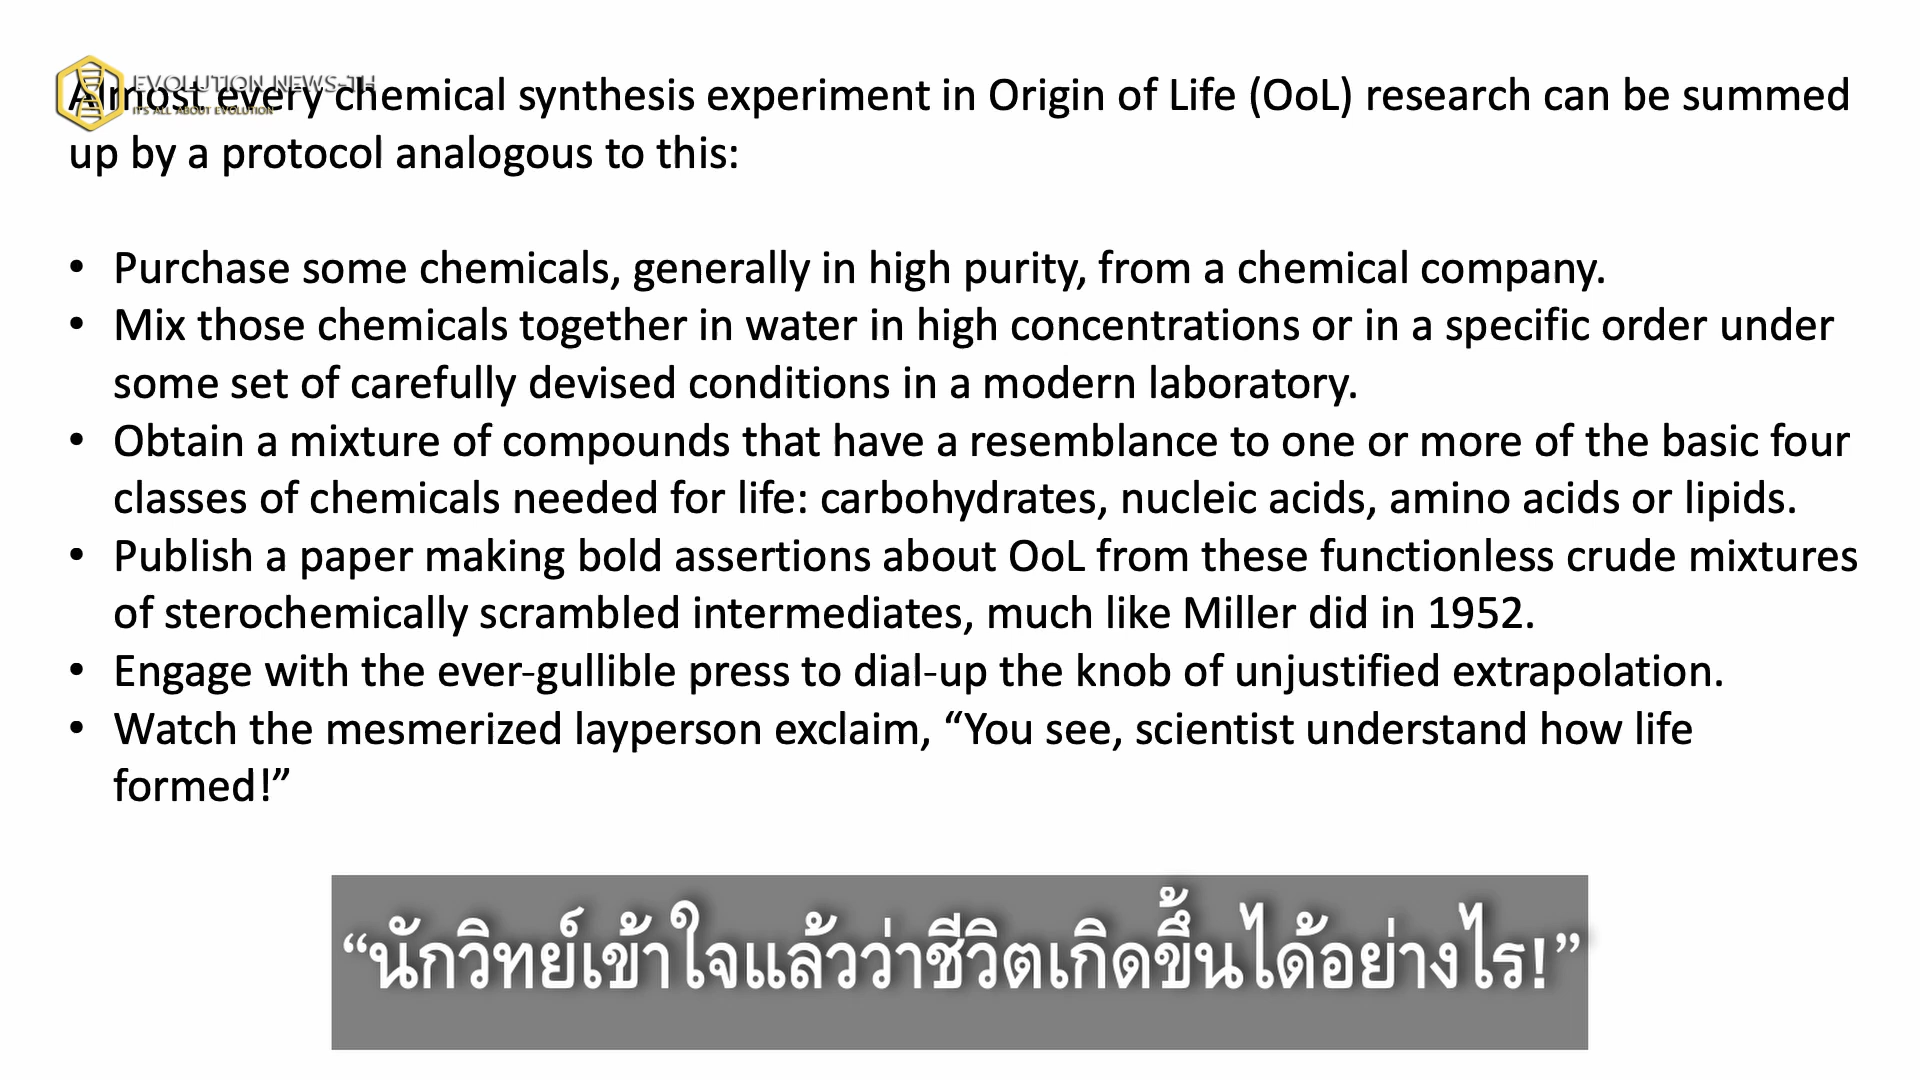 EVOLUTION NEWS-TH
IT'S ALL ABOUT EVOLUTION
Almost every chemical synthesis experiment in Origin of Life (OoL) research can be summed
up by a protocol analogous to this:
• Purchase some chemicals, generally in high purity, from a chemical company.
• Mix those chemicals together in water in high concentrations or in a specific order under
some set of carefully devised conditions in a modern laboratory.
• Obtain a mixture of compounds that have a resemblance to one or more of the basic four
classes of chemicals needed for life: carbohydrates, nucleic acids, amino acids or lipids.
• Publish a paper making bold assertions about OoL from these functionless crude mixtures
of sterochemically scrambled intermediates, much like Miller did in 1952.
• Engage with the ever-gullible press to dial-up the knob of unjustified extrapolation.
• Watch the mesmerized layperson exclaim, “You see, scientist understand how life
formed!”
“นักวิทย์เข้าใจแล้วว่าชีวิตเกิดขึ้นได้อย่างไร!”